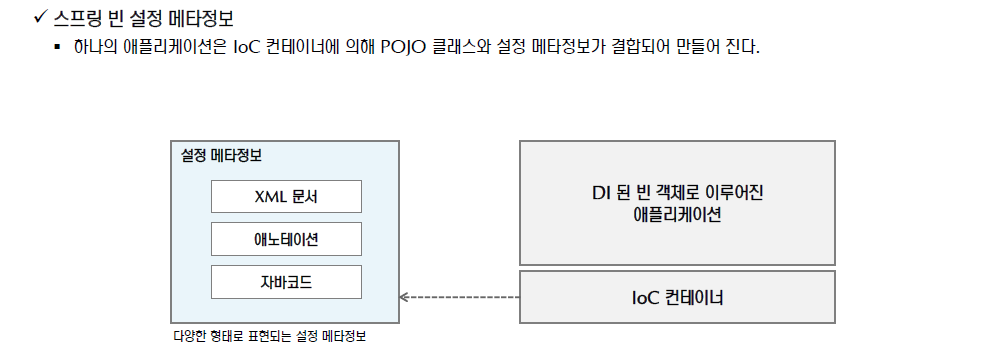 ✓ 스프링 빈 설정 메타정보
▪ 하나의 애플리케이션은 IoC 컨테이너에 의해 POJO 클래스와 설정 메타정보가 결합되어 만들어 진다.
설정 메타정보
XML 문서
애노테이션
자바코드
다양한 형태로 표현되는 설정 메타정보
DI 된 빈 객체로 이루어진
애플리케이션
IoC 컨테이너